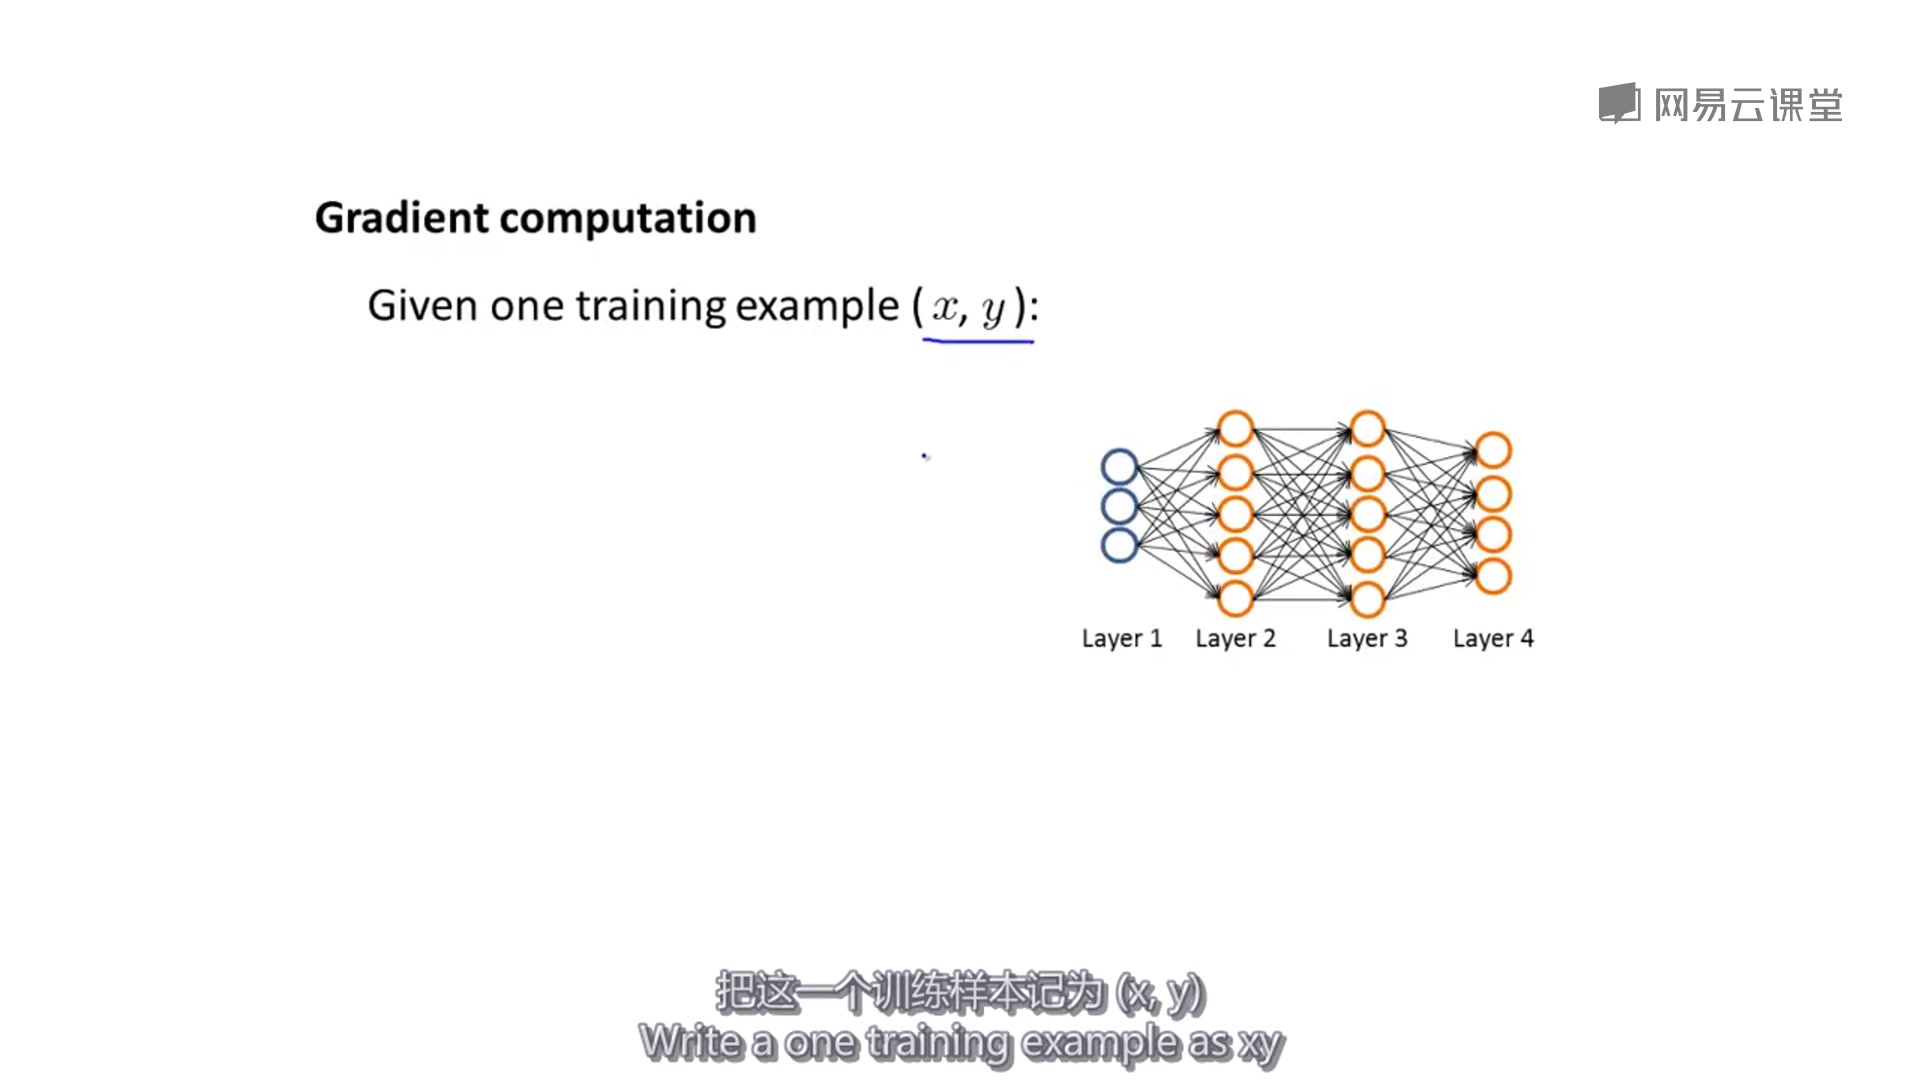 网易云课堂
Gradient computation
Given one training example (x, y):
Layer 1 Layer 2 Layer 3 Layer 4
把这一个训练样本记为 (x, y)
Write a one training example as xy